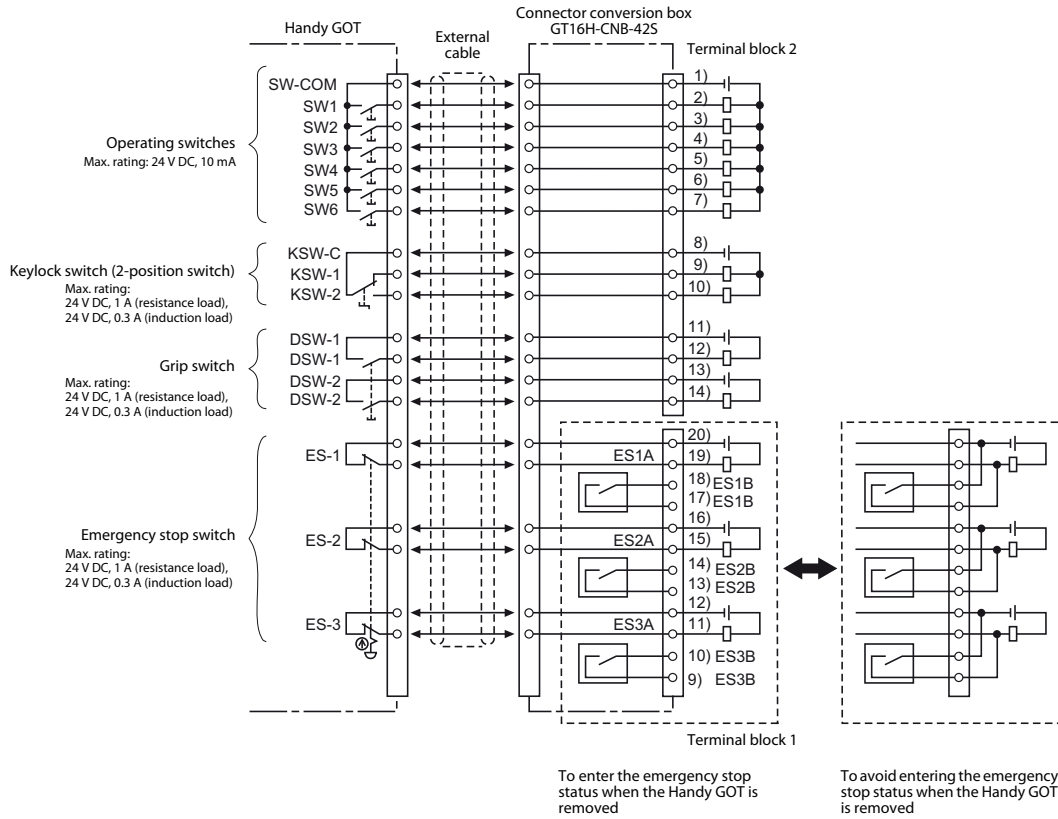 Handy GOT
External
cable
Connector conversion box
GT16H-CNB-42S
Terminal block 2
Operating switches
Max. rating: 24 V DC, 10 mA
SW-COM
SW1
SW2
SW3
SW4
SW5
SW6
1)
2)
3)
4)
5)
6)
7)
Keylock switch (2-position switch)
Max. rating:
24 V DC, 1 A (resistance load),
24 V DC, 0.3 A (induction load)
KSW-C
KSW-1
KSW-2
8)
9)
10)
Grip switch
Max. rating:
24 V DC, 1 A (resistance load),
24 V DC, 0.3 A (induction load)
DSW-1
DSW-1
DSW-2
DSW-2
11)
12)
13)
14)
Emergency stop switch
Max. rating:
24 V DC, 1 A (resistance load),
24 V DC, 0.3 A (induction load)
ES-1
ES-2
ES-3
20)
ES1A 19)
18) ES1B
17) ES1B
16)
ES2A 15)
14) ES2B
13) ES2B
12)
ES3A 11)
10) ES3B
9) ES3B
Terminal block 1
To enter the emergency stop
status when the Handy GOT is
removed
To avoid entering the emergency
stop status when the Handy GOT
is removed